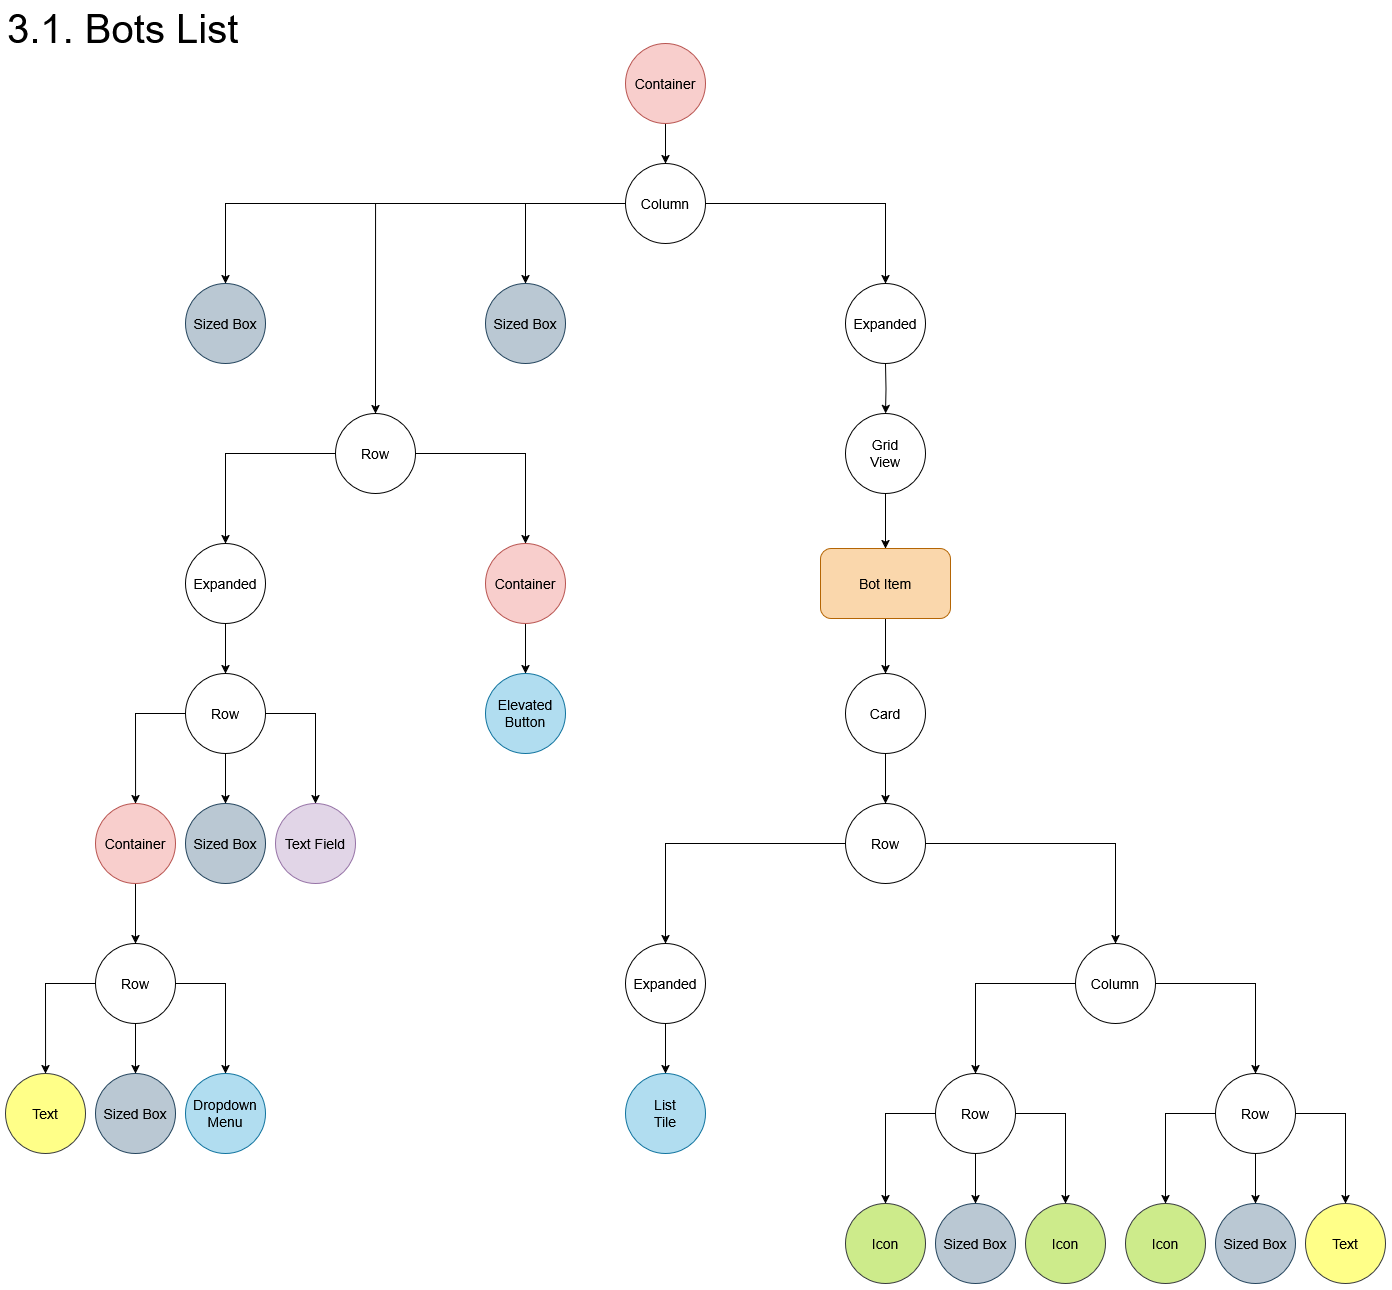 3.1. Bots List
Container
Column
Sized Box
Sized Box
Expanded
Row
Grid
View
Expanded
Container
Bot Item
Row
Elevated
Button
Card
Container
Sized Box
Text Field
Row
Row
Expanded
Column
Text
Sized Box
Dropdown
Menu
List
Tile
Row
Row
Icon
Sized Box
Icon
Icon
Sized Box
Text